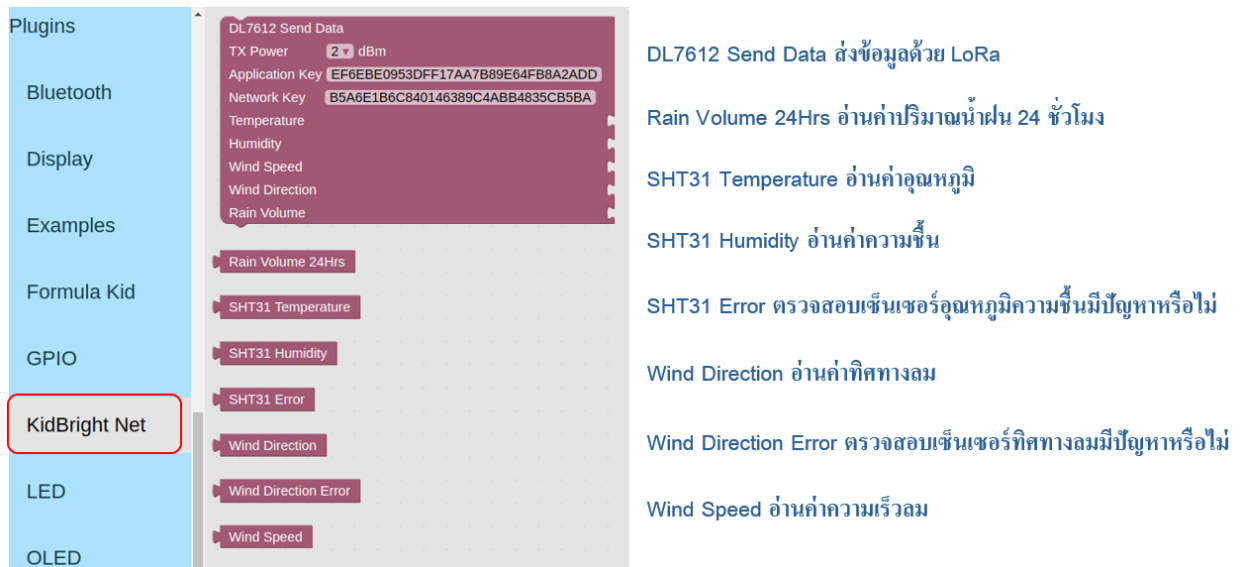 Plugins
Bluetooth
Display
Examples
Formula Kid
GPIO
KidBright Net
LED
OLED
DL7612 Send Data
TX Power 2 dBm
Application Key EF6EBE0953DFF17AA7B89E64FB8A2ADD
Network Key B5A6E1B6C840146389C4ABB4835CB5BA
Temperature
Humidity
Wind Speed
Wind Direction
Rain Volume
Rain Volume 24Hrs
SHT31 Temperature
SHT31 Humidity
SHT31 Error
Wind Direction
Wind Direction Error
Wind Speed
DL7612 Send Data ส่งข้อมูลด้วย LoRa
Rain Volume 24Hrs อ่านค่าปริมาณน้ำฝน 24 ชั่วโมง
SHT31 Temperature อ่านค่าอุณหภูมิ
SHT31 Humidity อ่านค่าความชื้น
SHT31 Error ตรวจสอบเซ็นเซอร์อุณหภูมิความชื้นมีปัญหาหรือไม่
Wind Direction อ่านค่าทิศทางลม
Wind Direction Error ตรวจสอบเซ็นเซอร์ทิศทางลมมีปัญหาหรือไม่
Wind Speed อ่านค่าความเร็วลม